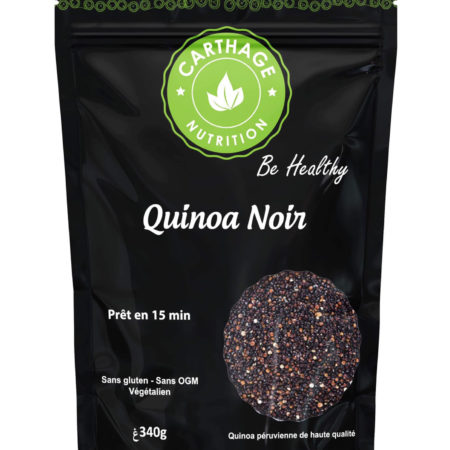 CARTHAGE
NUTRITION
Be Healthy
Quinoa Noir
Prêt en 15 min
Sans gluten - Sans OGM
Végétalien
340g غ
Quinoa péruvienne de haute qualité